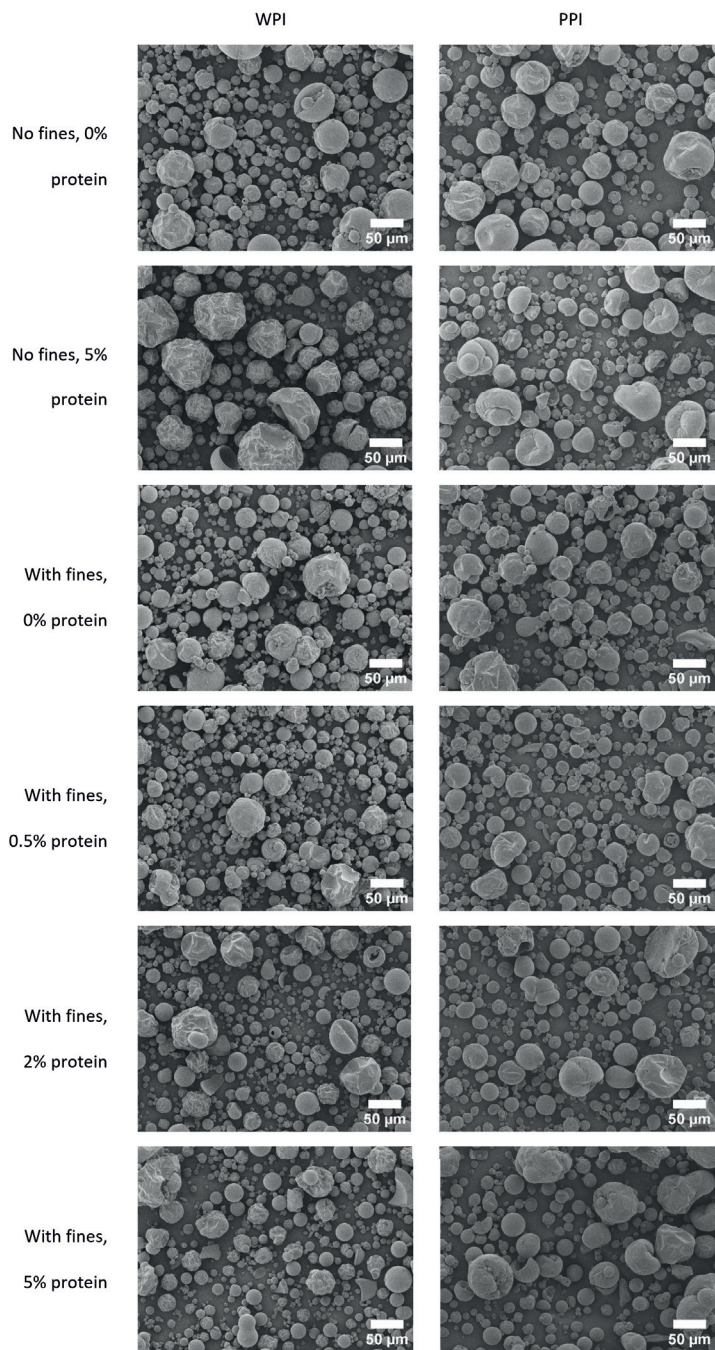 WPI
PPI
No fines, 0%
protein
50 µm
50 µm
No fines, 5%
protein
50 µm
50 µm
With fines,
0% protein
50 µm
50 µm
With fines,
0.5% protein
50 µm
50 µm
With fines,
2% protein
50 µm
50 µm
With fines,
5% protein
50 µm
50 µm